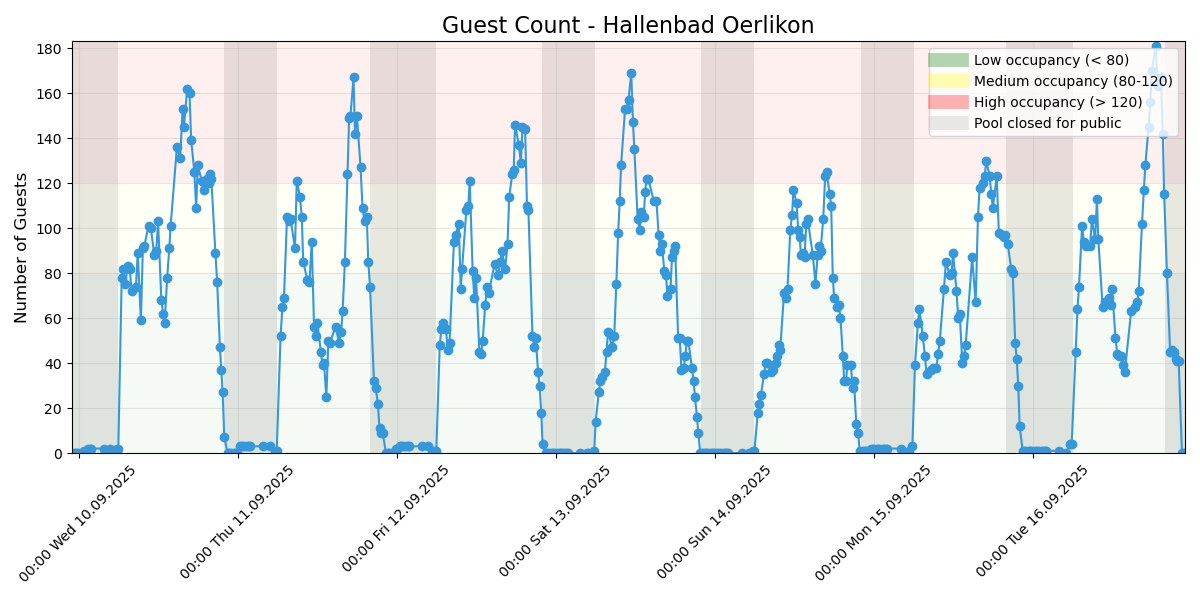 Guest Count - Hallenbad Oerlikon
Number of Guests
180
160
140
120
100
80
60
40
20
0
Low occupancy (< 80)
Medium occupancy (80-120)
High occupancy (> 120)
Pool closed for public
00:00 Wed 10.09.2025
00:00 Thu 11.09.2025
00:00 Fri 12.09.2025
00:00 Sat 13.09.2025
00:00 Sun 14.09.2025
00:00 Mon 15.09.2025
00:00 Tue 16.09.2025